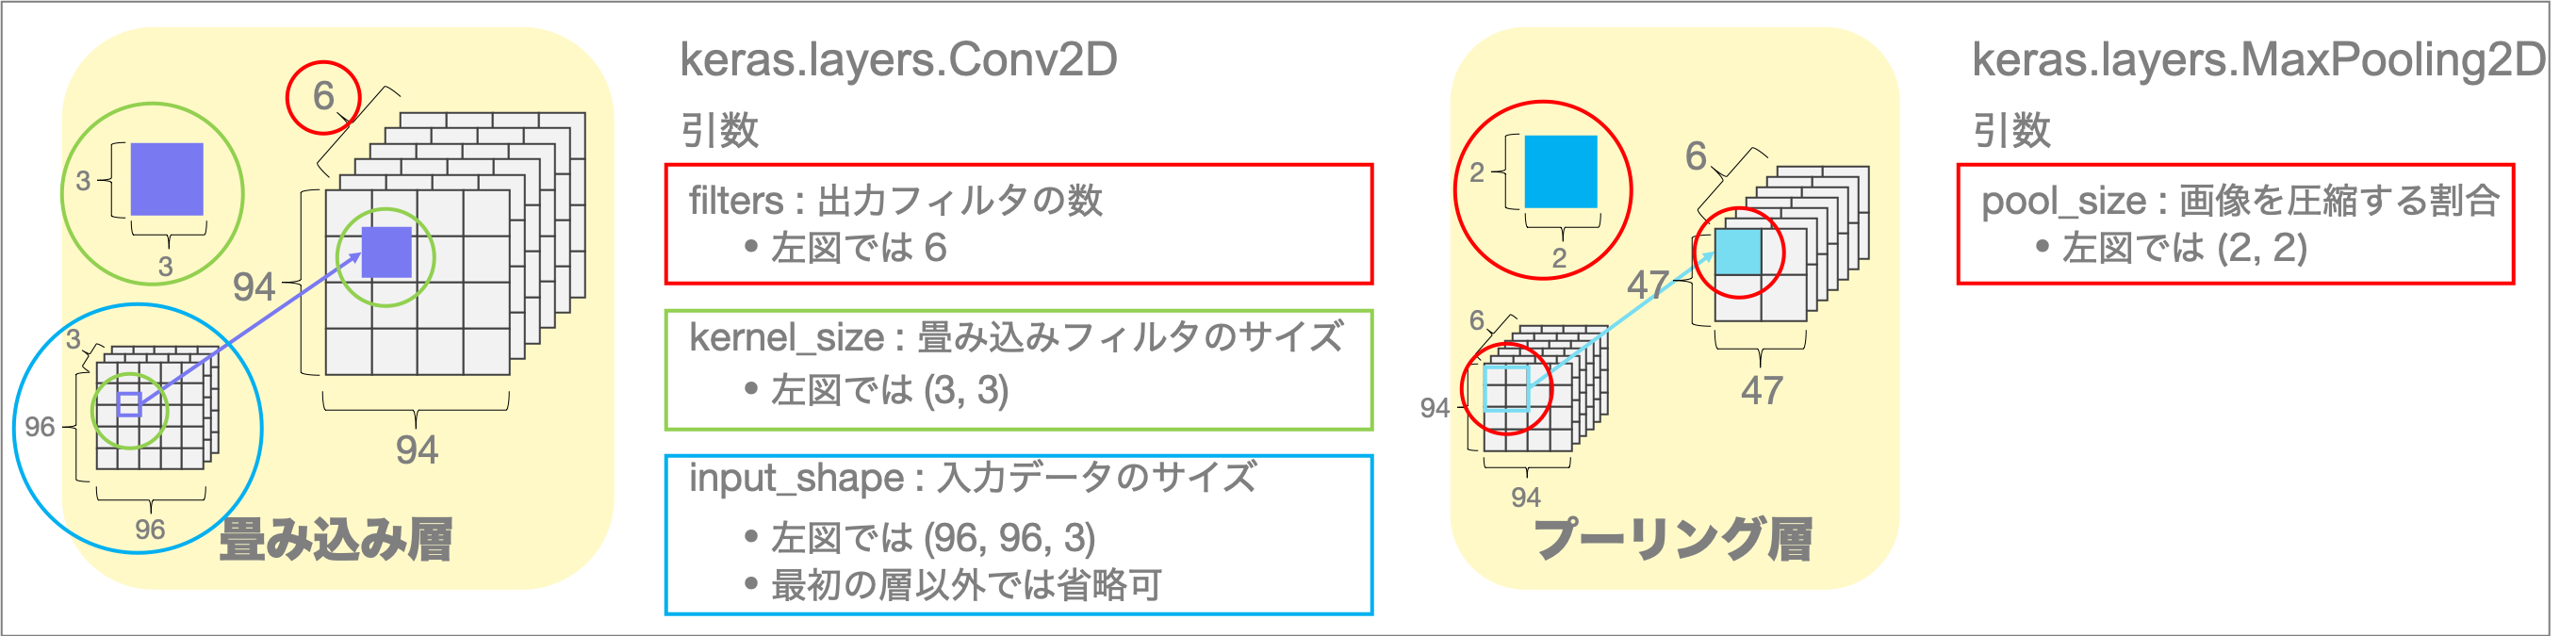 6
3
3
94
94
3
96
96
畳み込み層
keras.layers.Conv2D
引数
filters : 出力フィルタの数
• 左図では 6
kernel_size : 畳み込みフィルタのサイズ
• 左図では (3, 3)
input_shape : 入力データのサイズ
• 左図では (96, 96, 3)
• 最初の層以外では省略可
2
2
6
47
47
6
94
94
プーリング層
keras.layers.MaxPooling2D
引数
pool_size : 画像を圧縮する割合
• 左図では (2, 2)